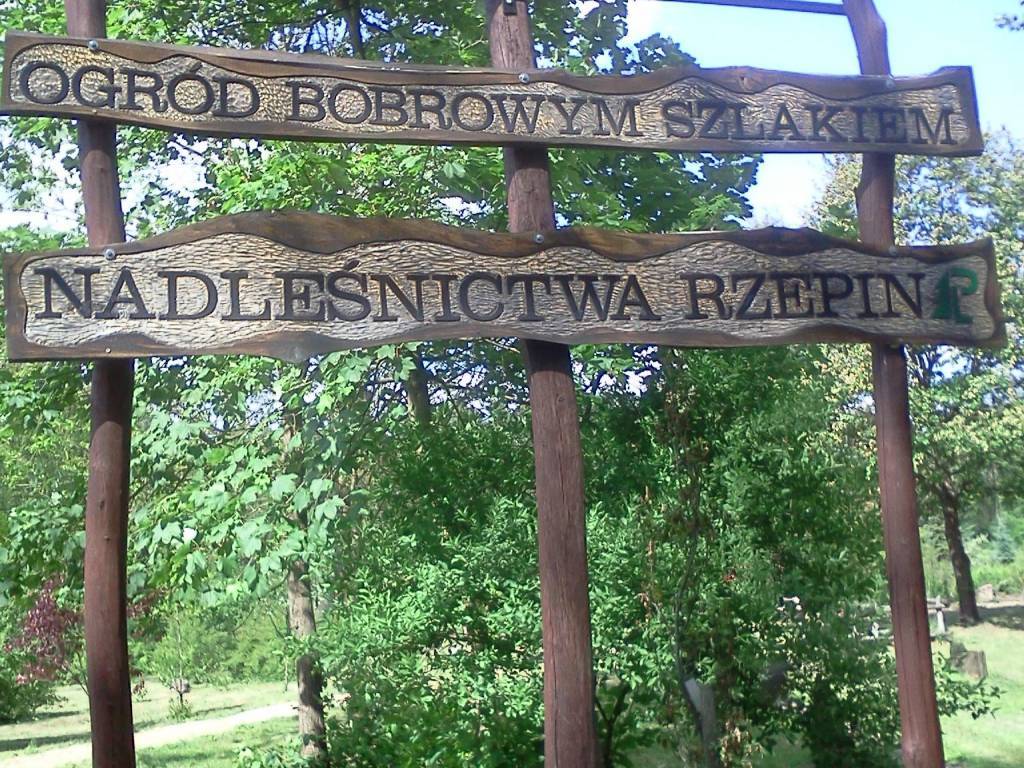 OGRÓD BOBROWYM SZLAKIEM
NADLEŚNICTWA RZEPIN